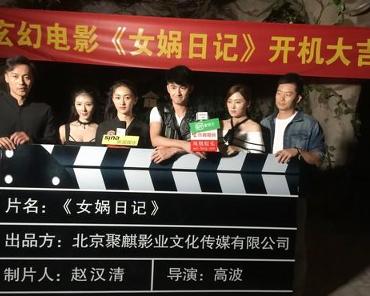 玄幻电影《女娲日记》开机大吉
sina
片名：《女娲日记》
出品方：北京聚麒影业文化传媒有限公司
制片人：赵汉清 导演：高波